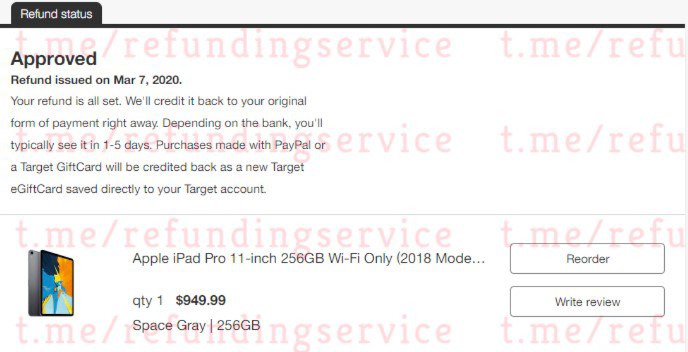 Refund status
t.me/refundingservice t.me/refu
Approved
Refund issued on Mar 7, 2020.
Your refund is all set. We'll credit it back to your original
form of payment right away. Depending on the bank, you'll
t.me/refundingservice t.me/refu
typically see it in 1-5 days. Purchases made with PayPal or
a Target GiftCard will be credited back as a new Target
eGiftCard saved directly to your Target account.
t.me/refundingservice t.me/refu
Apple iPad Pro 11-inch 256GB Wi-Fi Only (2018 Mode...
Reorder
qty 1 $949.99
Write review
Space Gray | 256GB
t.me/refundingservice t.me/refu